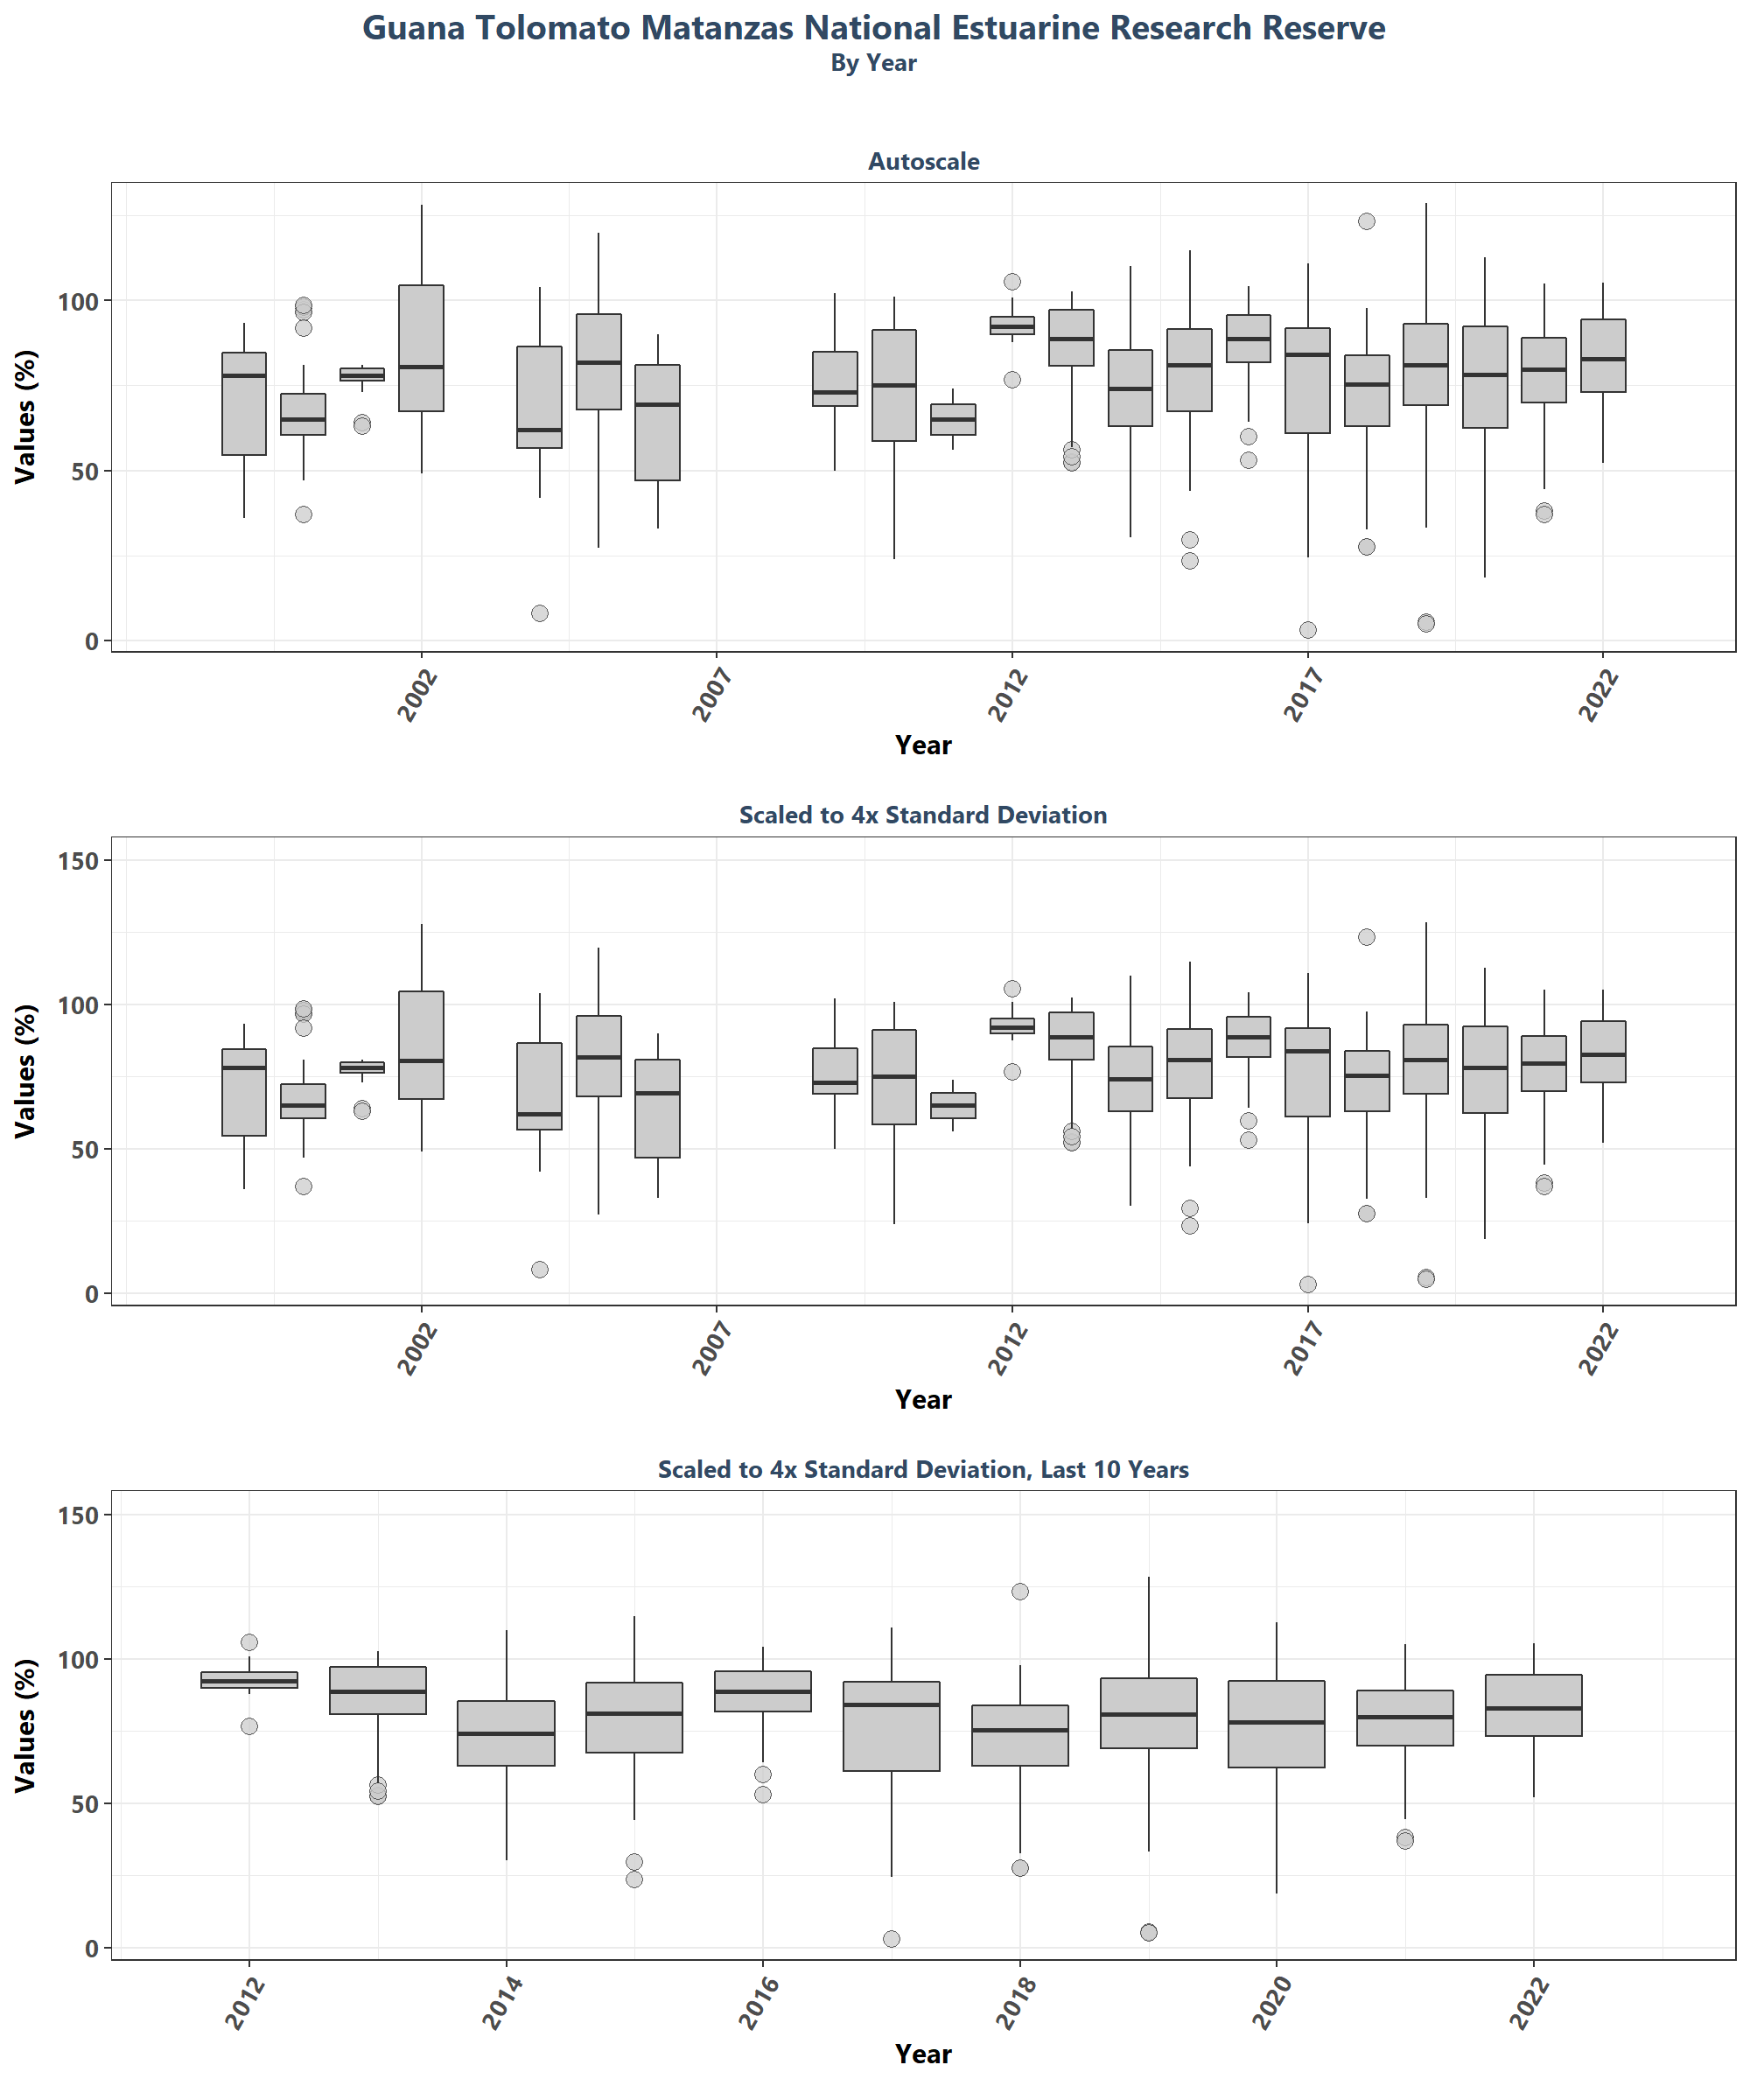 Guana Tolomato Matanzas National Estuarine Research Reserve
By Year
Autoscale
Values (%)
100
50
0
2002
2007
2012
2017
2022
Year
Scaled to 4x Standard Deviation
Values (%)
150
100
50
0
2002
2007
2012
2017
2022
Year
Scaled to 4x Standard Deviation, Last 10 Years
Values (%)
150
100
50
0
2012
2014
2016
2018
2020
2022
Year